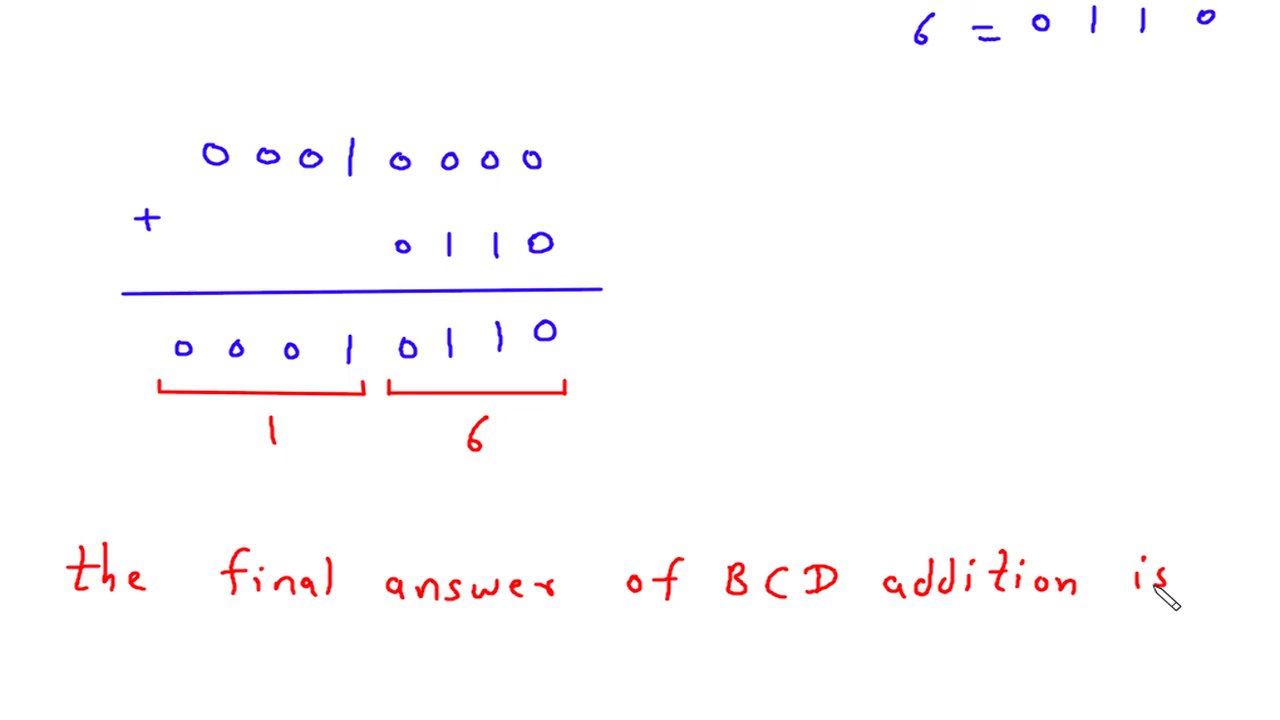 6 = 0 1 1 0
0 0 0 1 0 0 0 0
+ 0 1 1 0
0 0 0 1 0 1 1 0
1 6
the final answer of BCD addition is